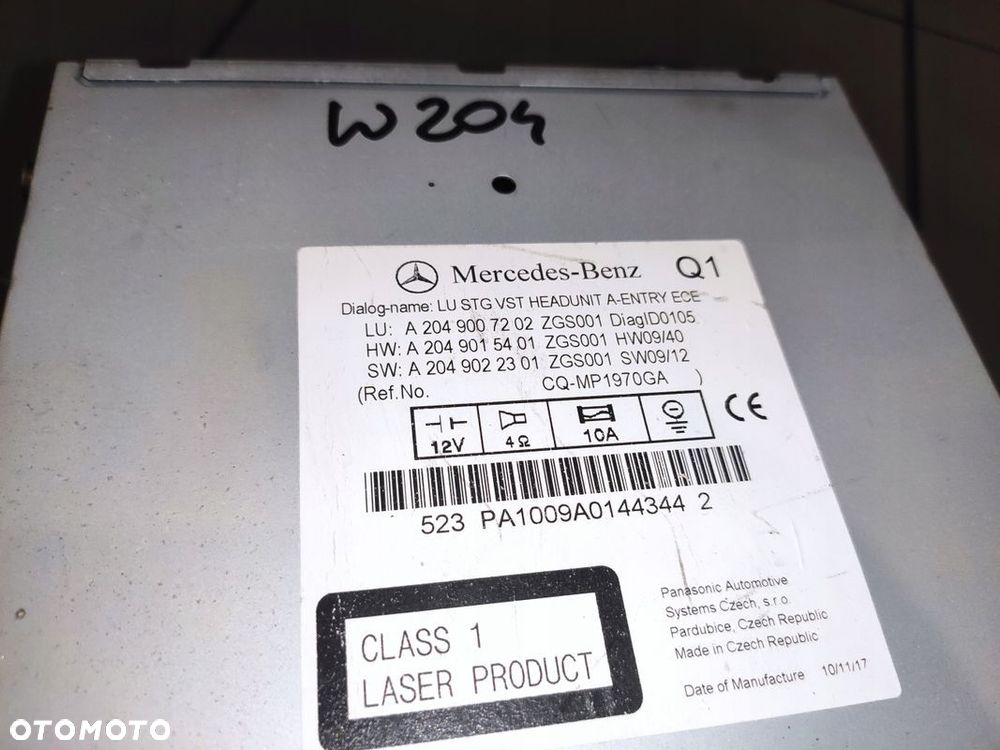 W204
Mercedes-Benz Q1
Dialog-name: LU STG VST HEADUNIT A-ENTRY ECE
LU: A 204 900 72 02 ZGS001 DiagID0105
HW: A 204 901 54 01 ZGS001 HW09/40
SW: A 204 902 23 01 ZGS001 SW09/12
(Ref.No. CQ-MP1970GA )
12V 4Ω 10A
CE
523 PA1009A0144344 2
CLASS 1
LASER PRODUCT
Panasonic Automotive
Systems Czech, s.r.o.
Pardubice, Czech Republic
Made in Czech Republic
Date of Manufacture 10/11/17
OTOMOTO